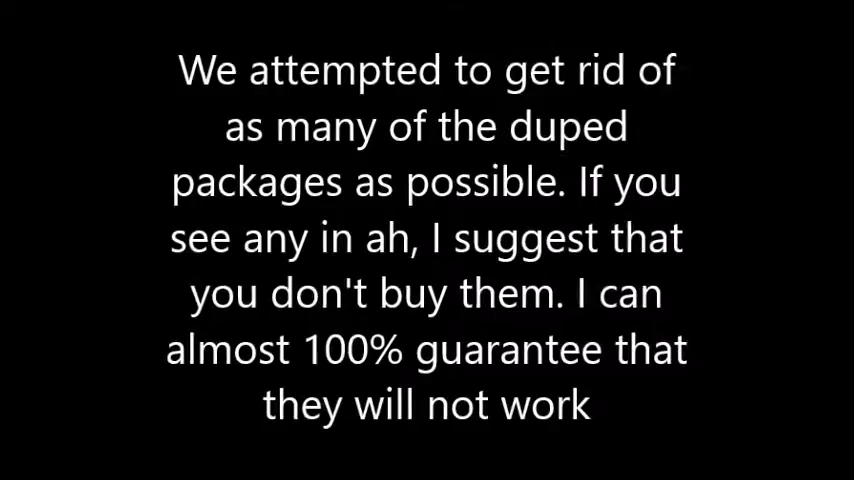 We attempted to get rid of
as many of the duped
packages as possible. If you
see any in ah, I suggest that
you don't buy them. I can
almost 100% guarantee that
they will not work